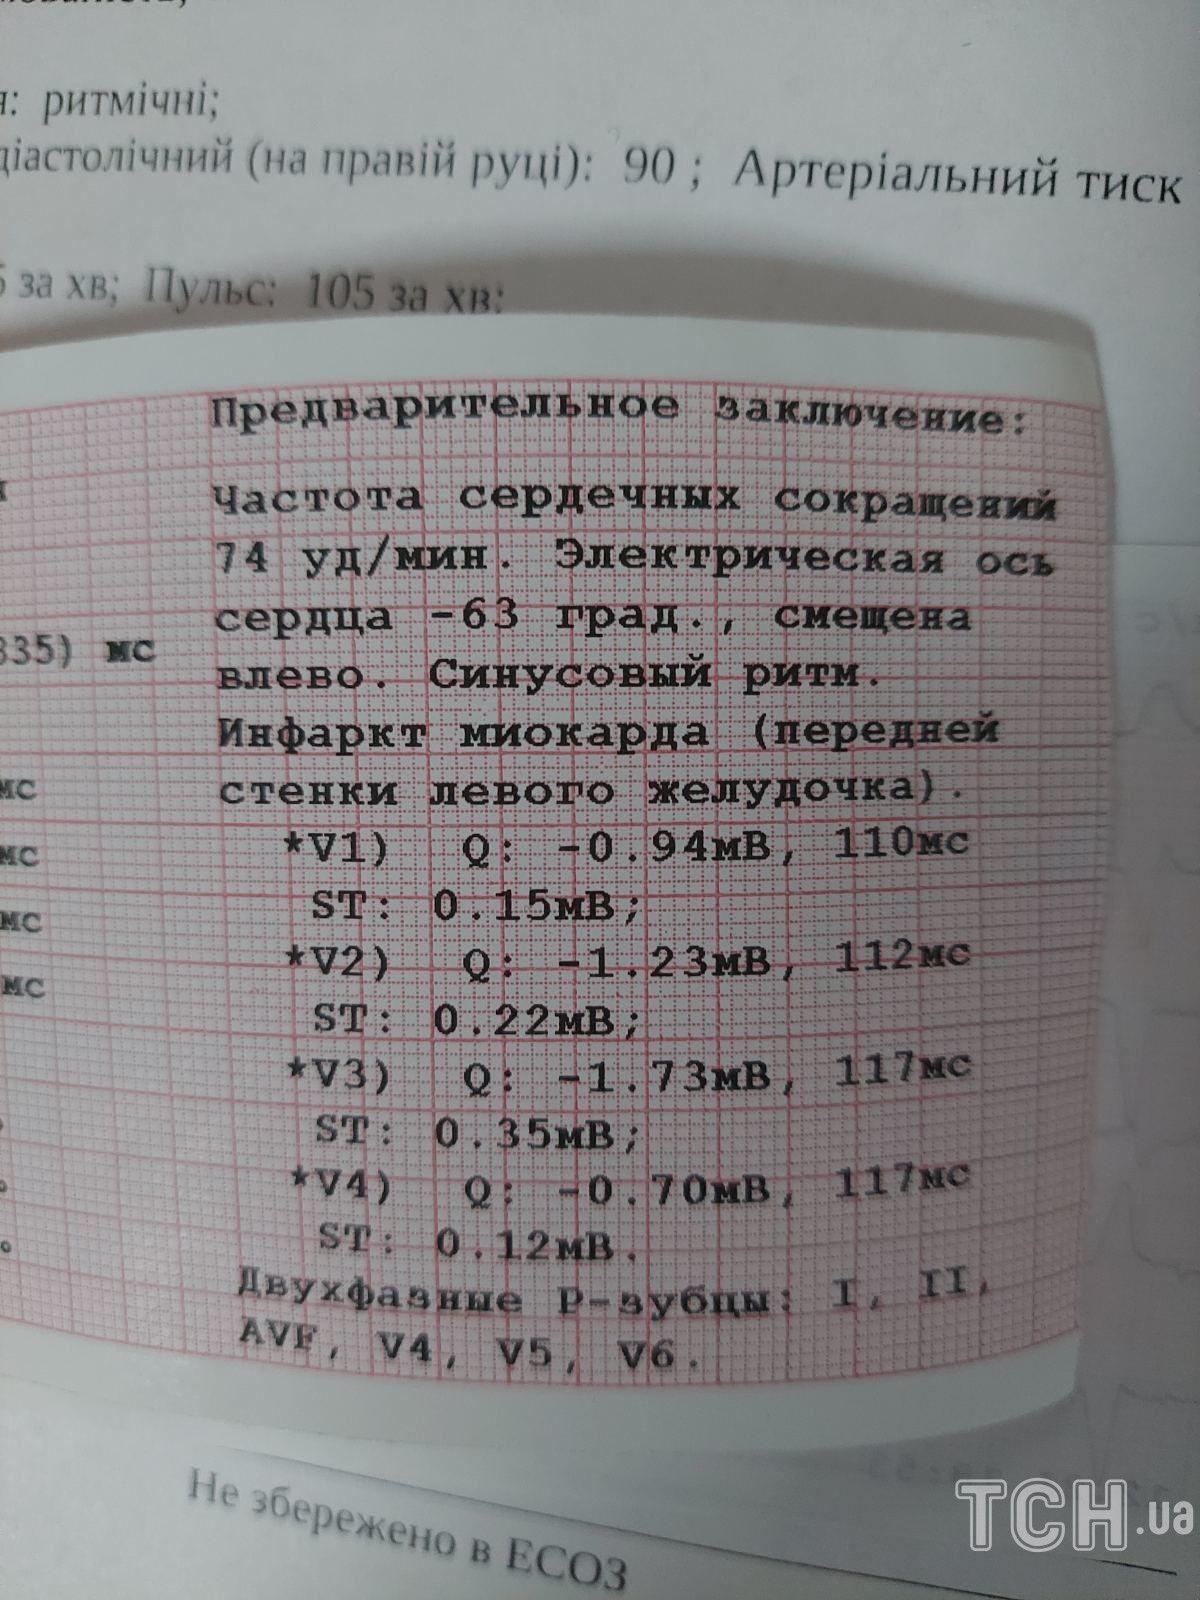 ритмічні;
діастолічний (на правій руці): 90 ; Артеріальний тиск
за хв; Пульс: 105 за хв;
Предварительное заключение:
Частота сердечных сокращений
74 уд/мин. Электрическая ось
сердца -63 град., смещена
335) мс
влево. Синусовый ритм.
Инфаркт миокарда (передней
стенки левого желудочка).
мс
*V1) Q: -0.94мВ, 110мс
мс
ST: 0.15мВ;
мс
*V2) Q: -1.23мВ, 112мс
мс
ST: 0.22мВ;
*V3) Q: -1.73мВ, 117мс
ST: 0.35мВ;
*V4) Q: -0.70мВ, 117мс
ST: 0.12мВ.
Двухфазные P-зубцы: I, II,
AVF, V4, V5, V6.
Не збережено в ЕСОЗ
ТСН.ua